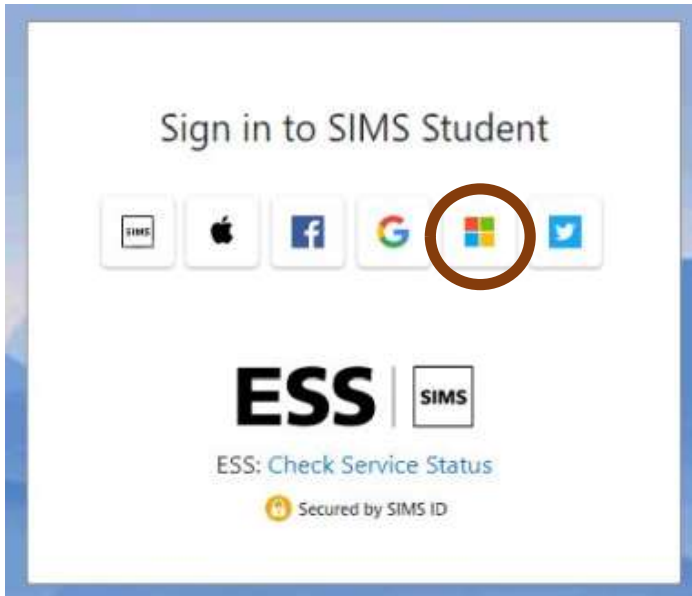 Sign in to SIMS Student
SIMS
ESS SIMS
ESS: Check Service Status
Secured by SIMS ID